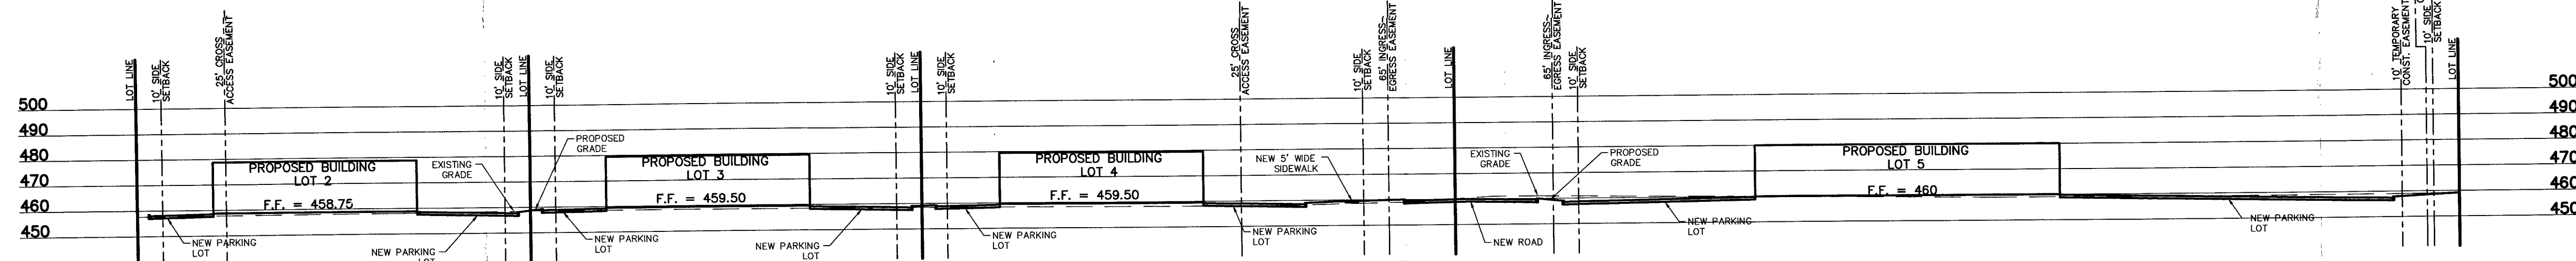 LOT LINE
10' SIDE
SETBACK
25' CROSS
ACCESS EASEMENT
10' SIDE
SETBACK
LOT LINE
10' SIDE
SETBACK
10' SIDE
SETBACK
LOT LINE
10' SIDE
SETBACK
25' CROSS
ACCESS EASEMENT
10' SIDE
SETBACK
65' INGRESS-
EGRESS EASEMENT
LOT LINE
65' INGRESS-
EGRESS EASEMENT
10' SIDE
SETBACK
10' TEMPORARY
CONST. EASEMENT
10' SIDE
SETBACK
LOT LINE
500
490
480
470
460
450
500
490
480
470
460
450
PROPOSED BUILDING
LOT 2
F.F. = 458.75
EXISTING
GRADE
PROPOSED
GRADE
PROPOSED BUILDING
LOT 3
F.F. = 459.50
PROPOSED BUILDING
LOT 4
F.F. = 459.50
NEW 5' WIDE
SIDEWALK
EXISTING
GRADE
PROPOSED
GRADE
PROPOSED BUILDING
LOT 5
F.F. = 460
NEW PARKING
LOT
NEW PARKING
LOT
NEW PARKING
LOT
NEW PARKING
LOT
NEW PARKING
LOT
NEW PARKING
LOT
NEW ROAD
NEW PARKING
LOT
NEW PARKING
LOT